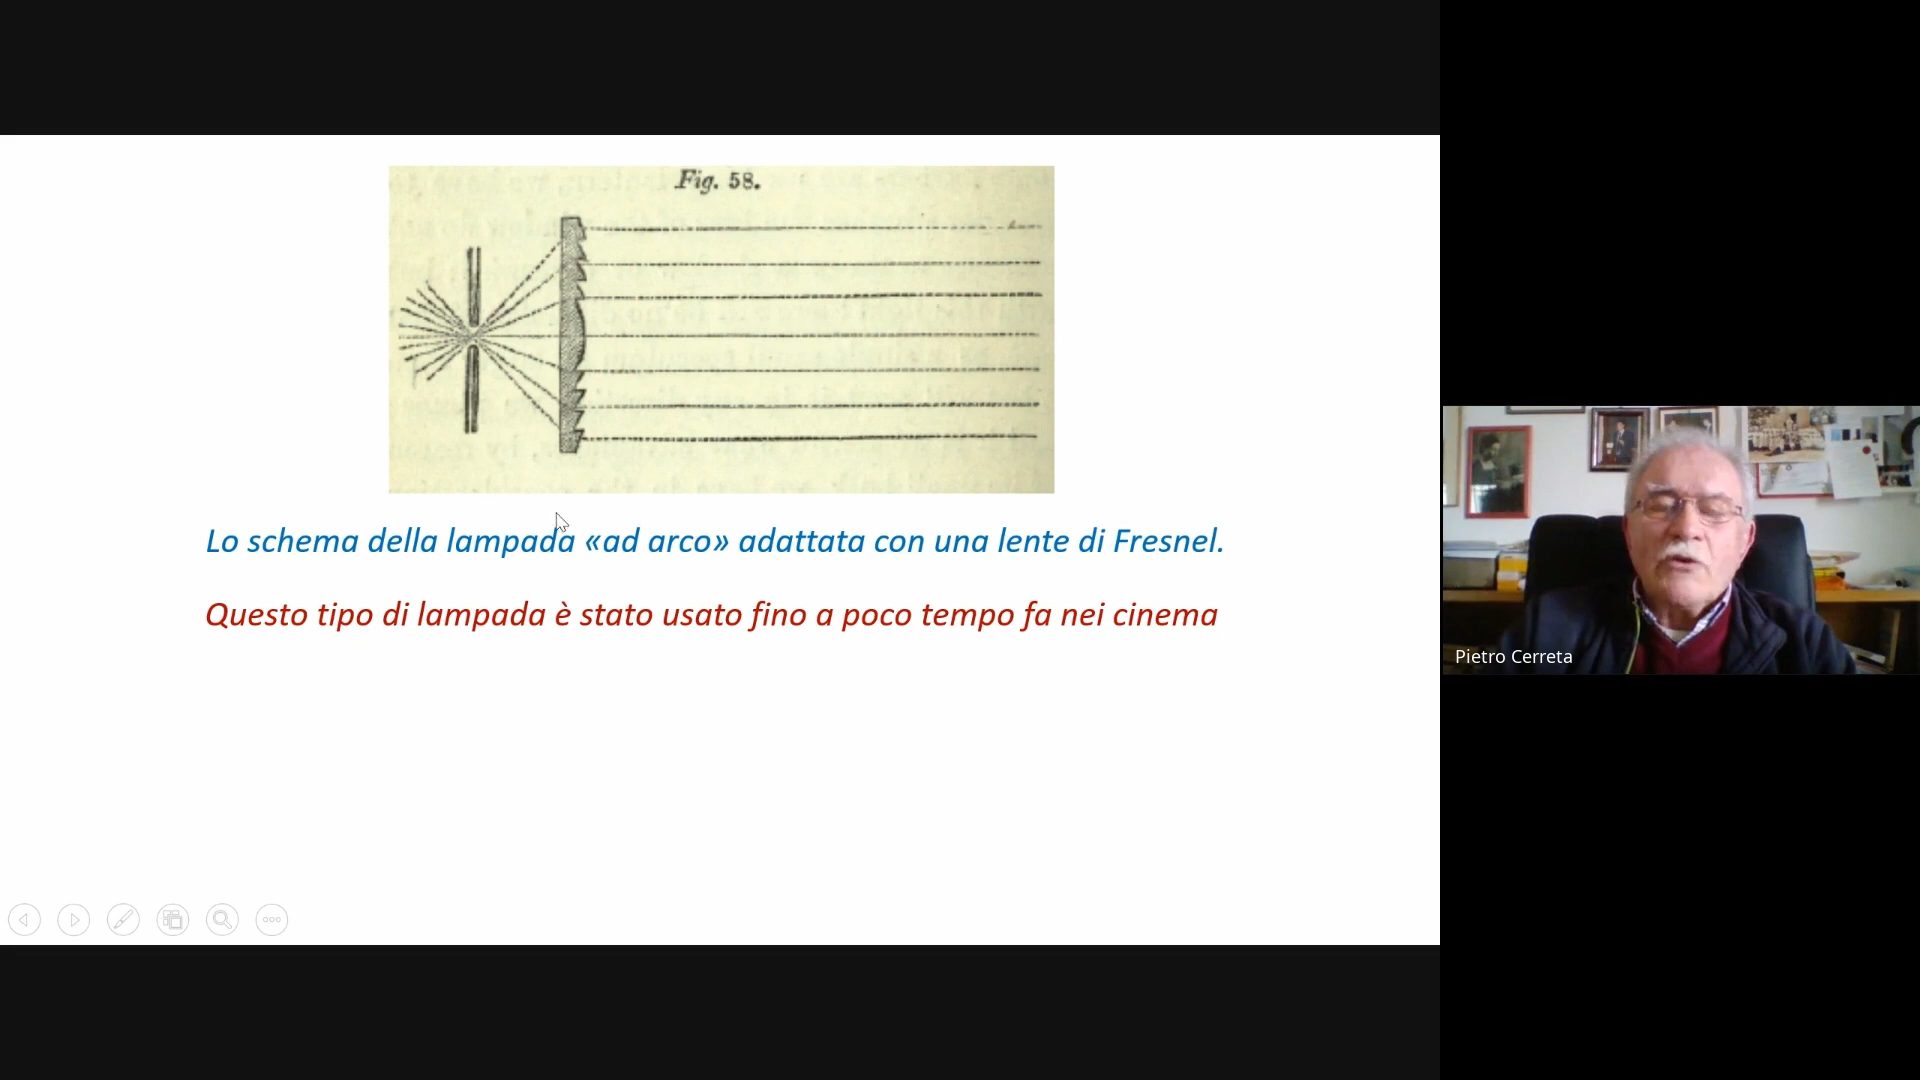 Fig. 58.
Lo schema della lampada «ad arco» adattata con una lente di Fresnel.
Questo tipo di lampada è stato usato fino a poco tempo fa nei cinema
Pietro Cerreta